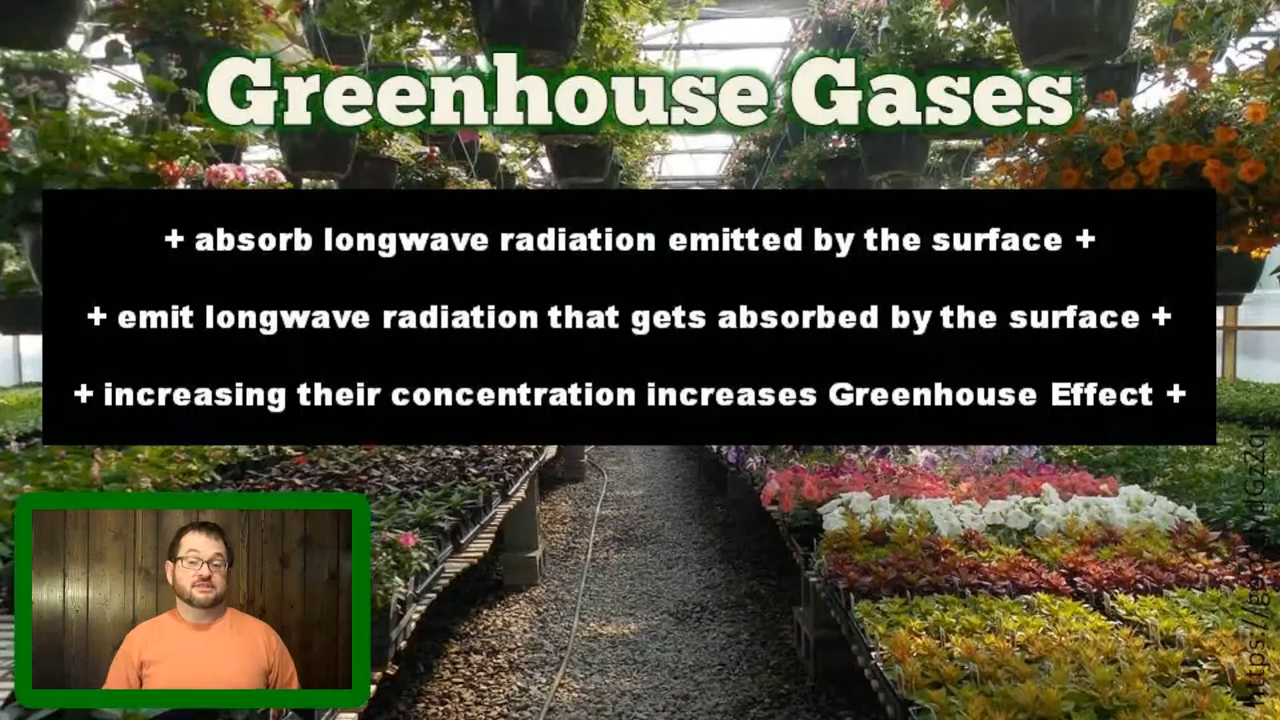 Greenhouse Gases
+ absorb longwave radiation emitted by the surface +
+ emit longwave radiation that gets absorbed by the surface +
+ increasing their concentration increases Greenhouse Effect +